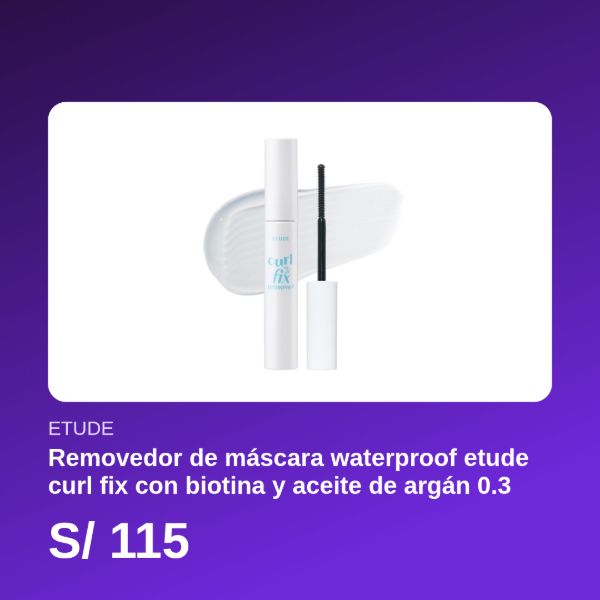 ETUDE
curl
fix
ETUDE
Removedor de máscara waterproof etude
curl fix con biotina y aceite de argán 0.3
S/ 115